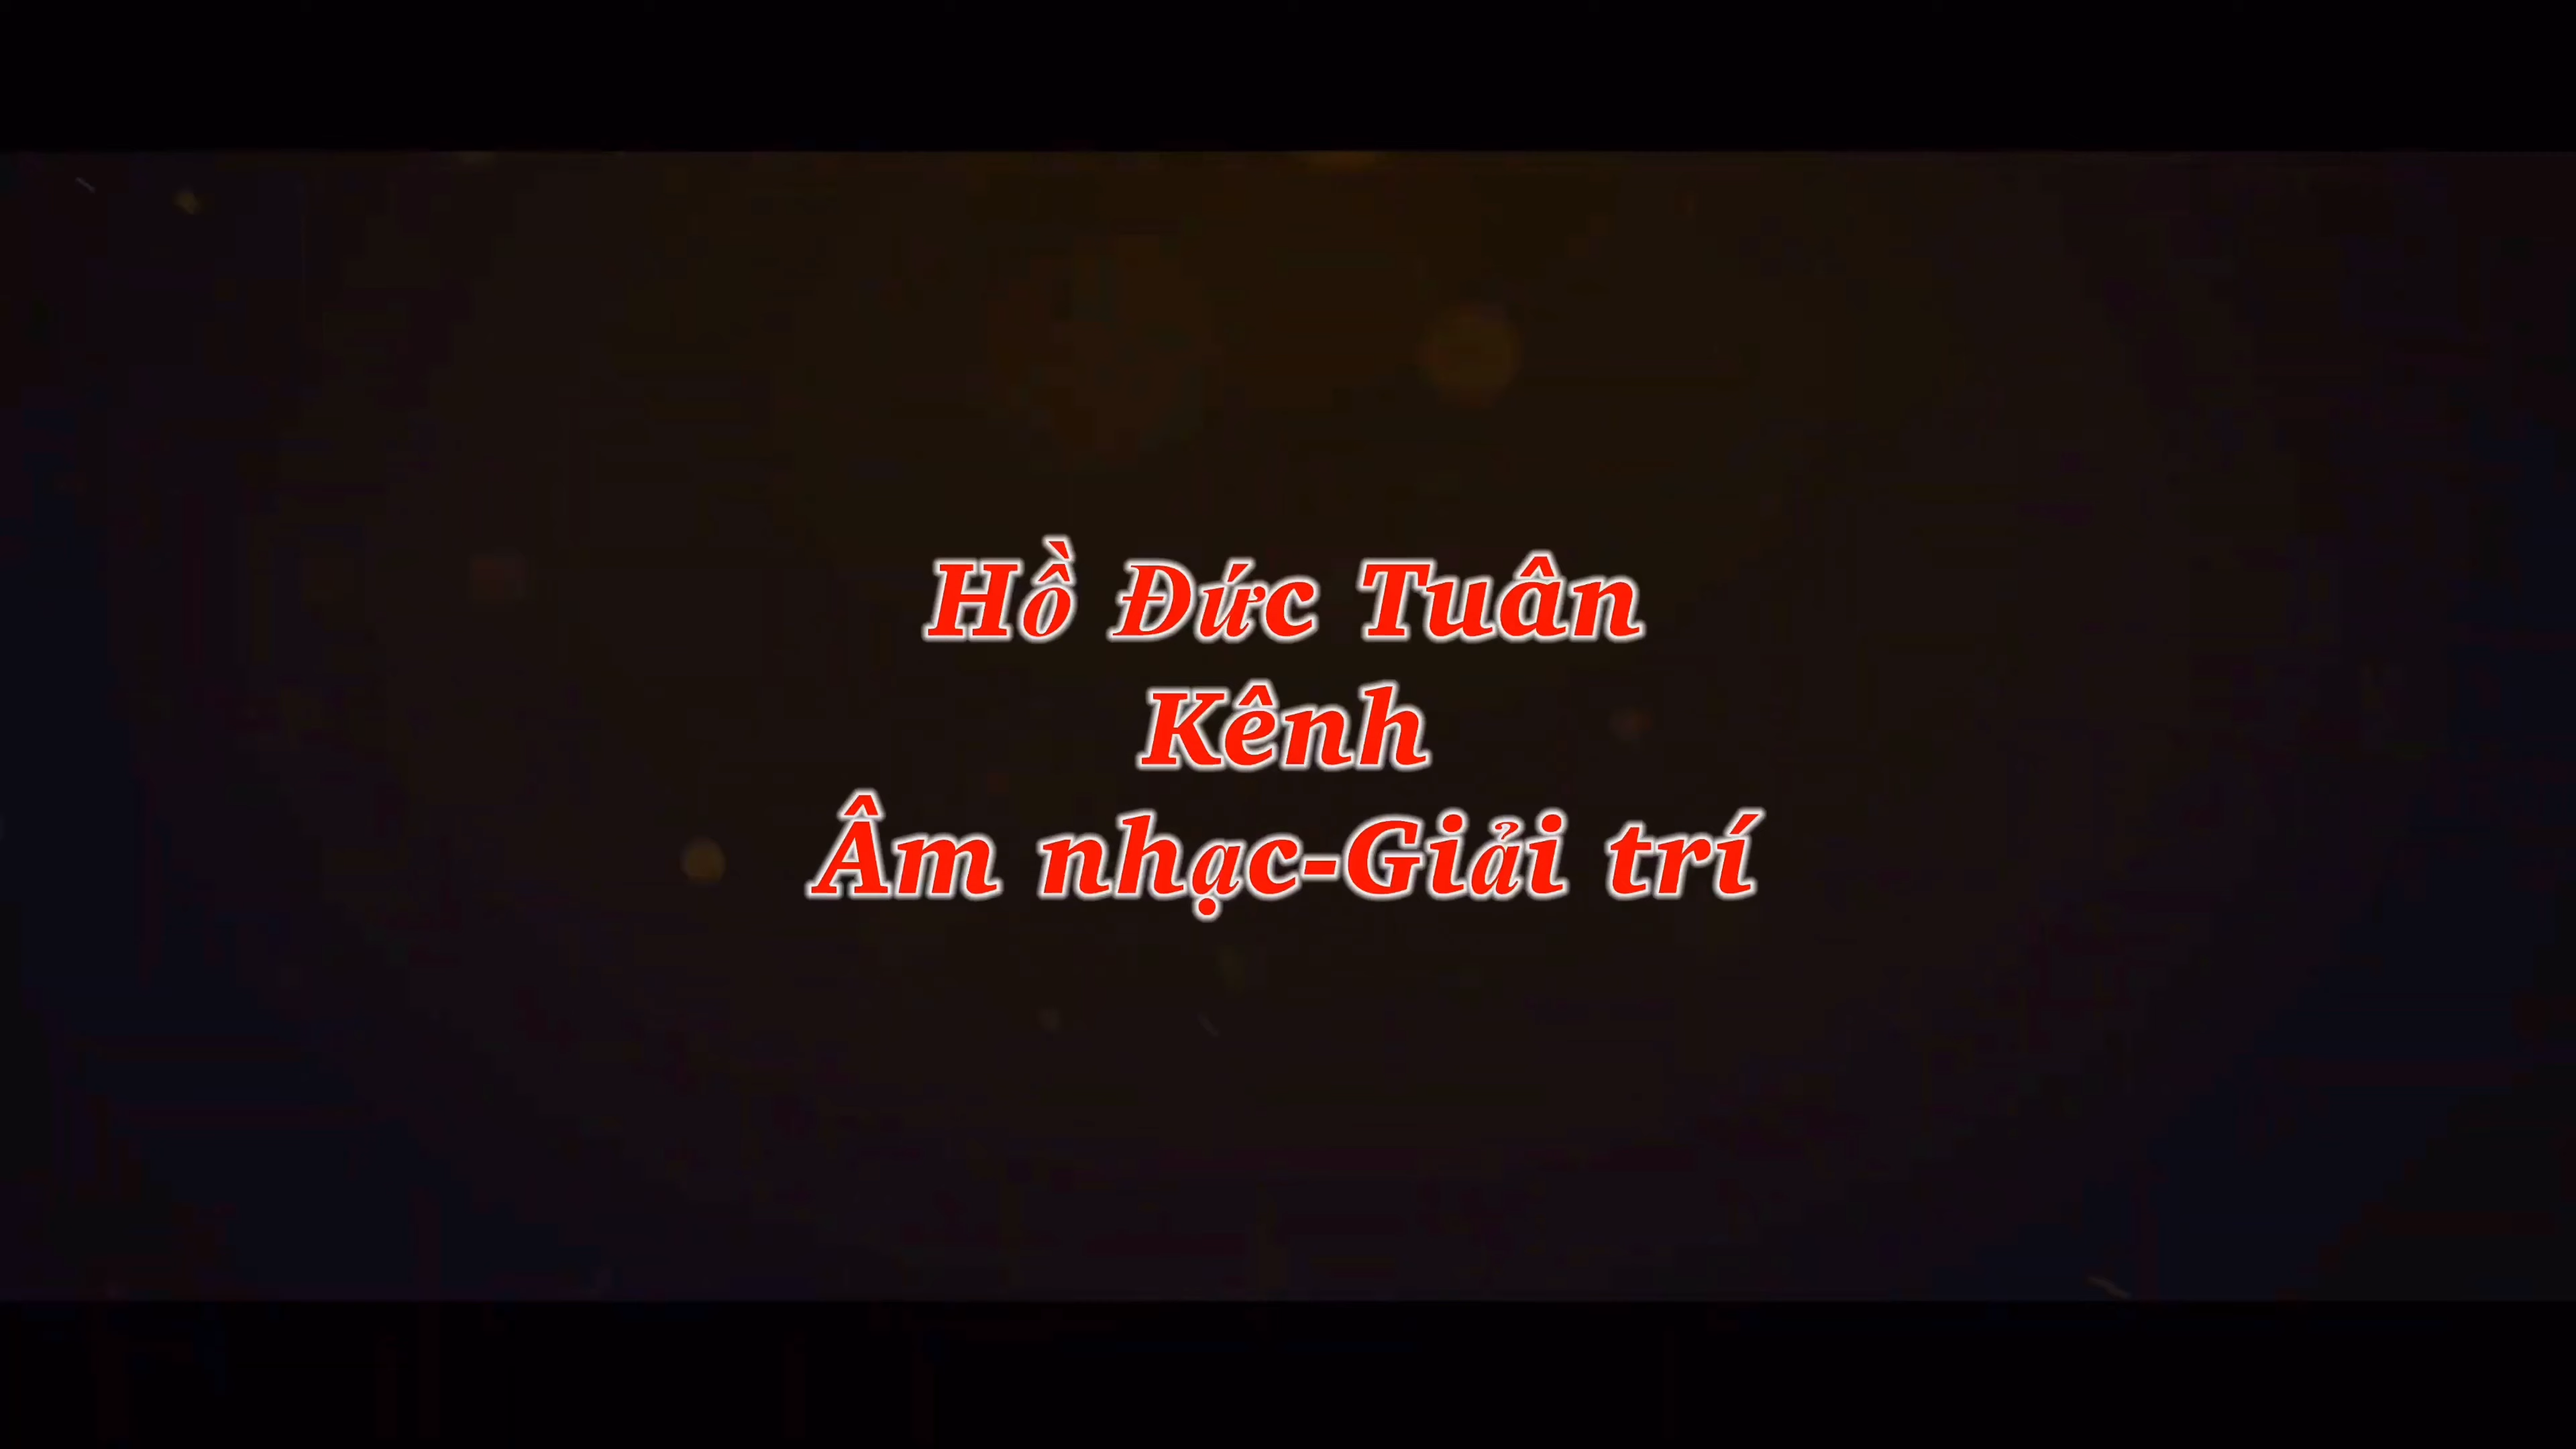 Hồ Đức Tuân
Kênh
Âm nhạc-Giải trí